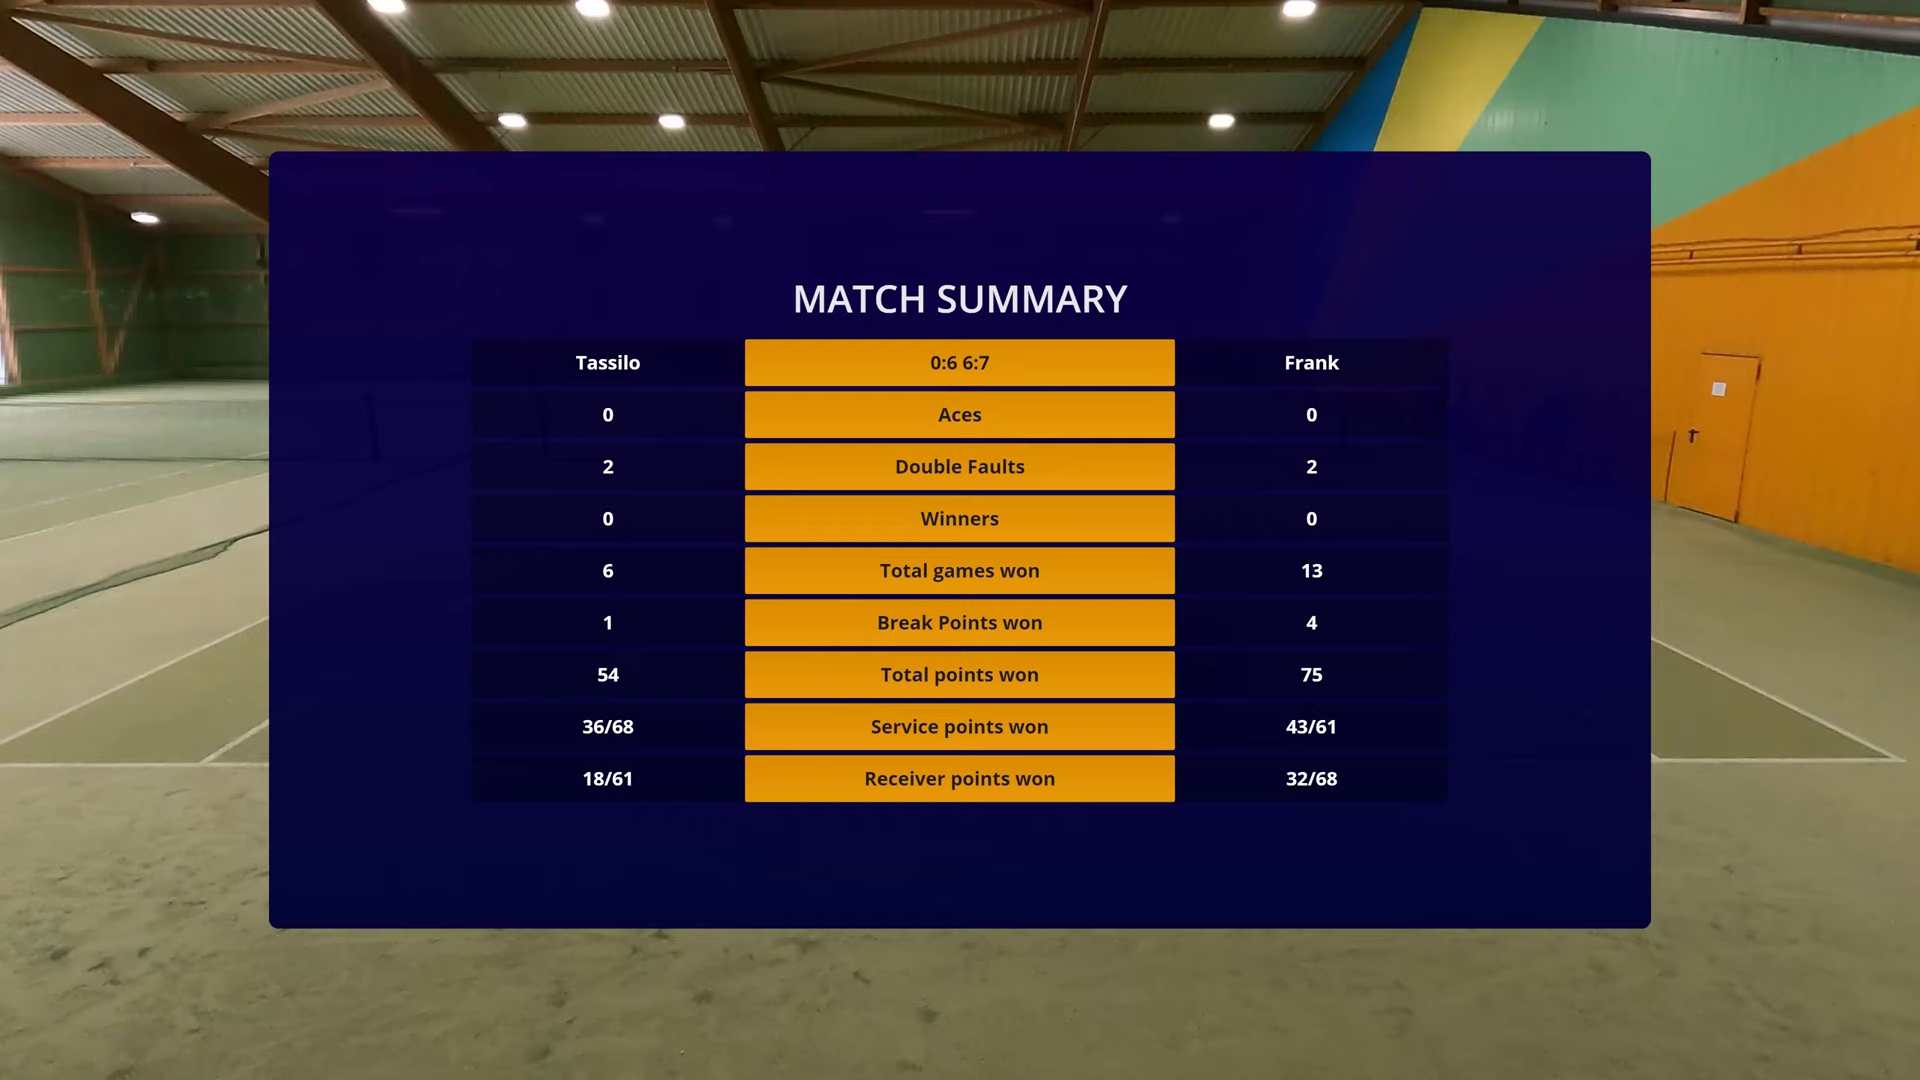 MATCH SUMMARY
Tassilo 0:6 6:7 Frank
0 Aces 0
2 Double Faults 2
0 Winners 0
6 Total games won 13
1 Break Points won 4
54 Total points won 75
36/68 Service points won 43/61
18/61 Receiver points won 32/68